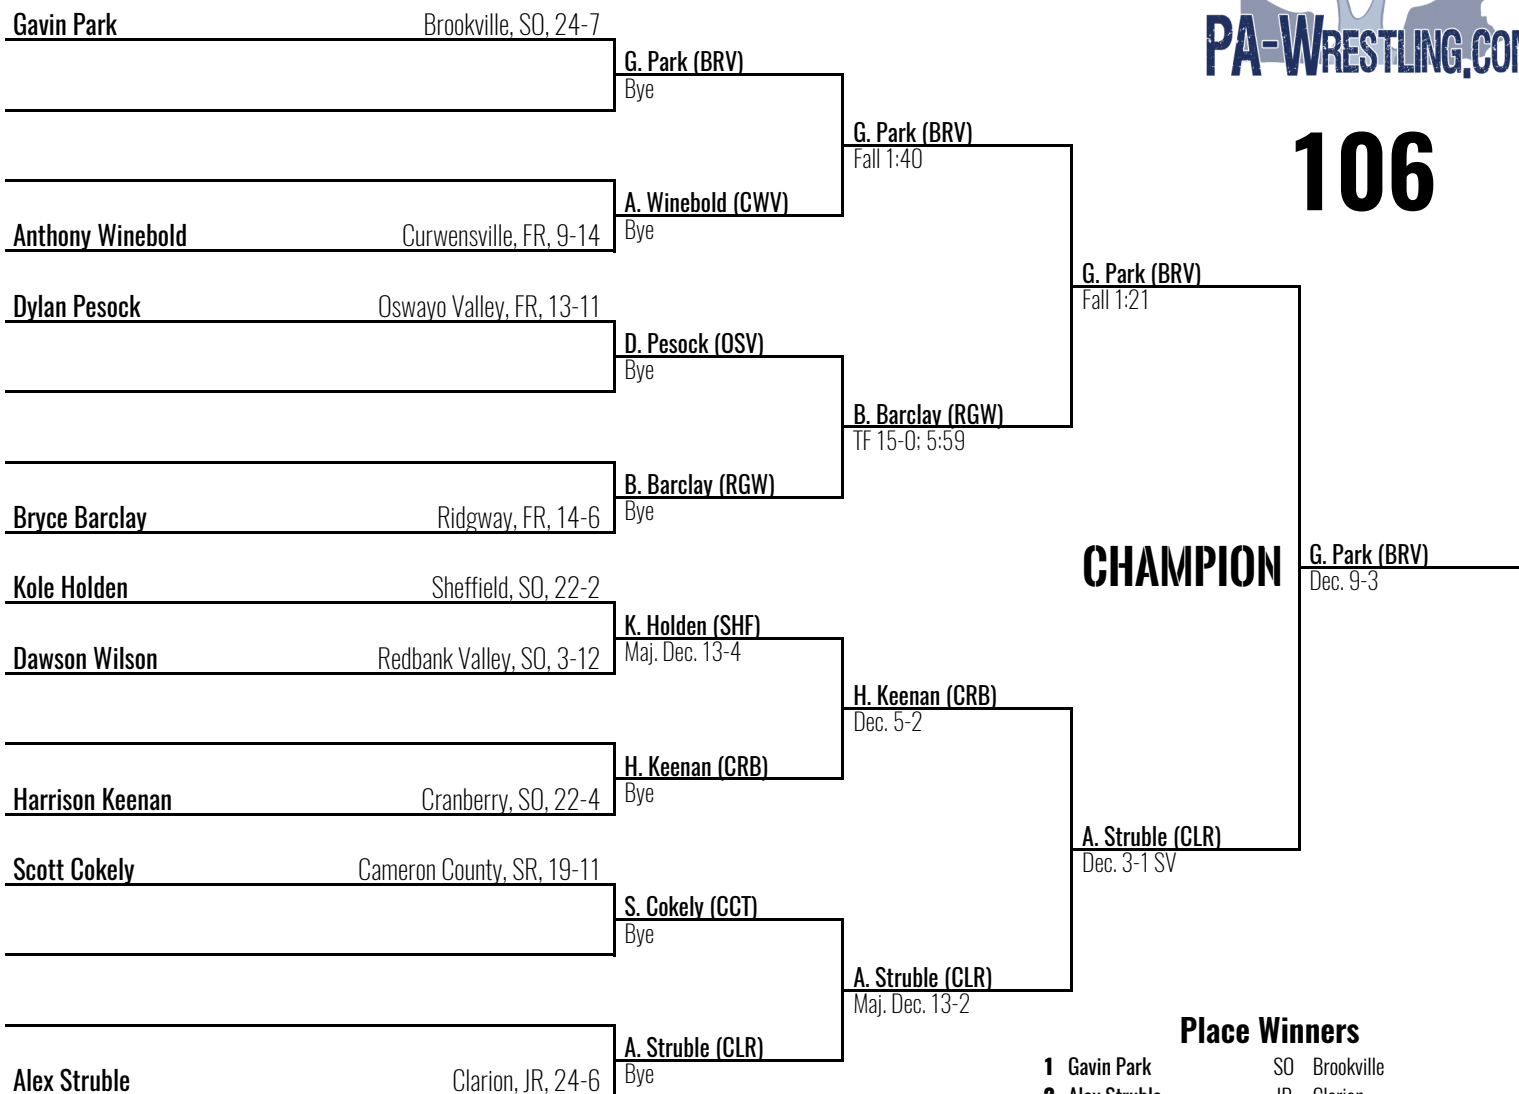 Gavin Park Brookville, SO, 24-7
G. Park (BRV)
Bye
PA-WRESTLING.CO
106
G. Park (BRV)
Fall 1:40
A. Winebold (CWV)
Bye
Anthony Winebold Curwensville, FR, 9-14
G. Park (BRV)
Fall 1:21
Dylan Pesock Oswayo Valley, FR, 13-11
D. Pesock (OSV)
Bye
B. Barclay (RGW)
TF 15-0; 5:59
B. Barclay (RGW)
Bye
Bryce Barclay Ridgway, FR, 14-6
CHAMPION
G. Park (BRV)
Dec. 9-3
Kole Holden Sheffield, SO, 22-2
K. Holden (SHF)
Maj. Dec. 13-4
Dawson Wilson Redbank Valley, SO, 3-12
H. Keenan (CRB)
Dec. 5-2
H. Keenan (CRB)
Bye
Harrison Keenan Cranberry, SO, 22-4
A. Struble (CLR)
Dec. 3-1 SV
Scott Cokely Cameron County, SR, 19-11
S. Cokely (CCT)
Bye
A. Struble (CLR)
Maj. Dec. 13-2
A. Struble (CLR)
Bye
Alex Struble Clarion, JR, 24-6
Place Winners
1 Gavin Park SO Brookville
2 Alex Struble JR Clarion